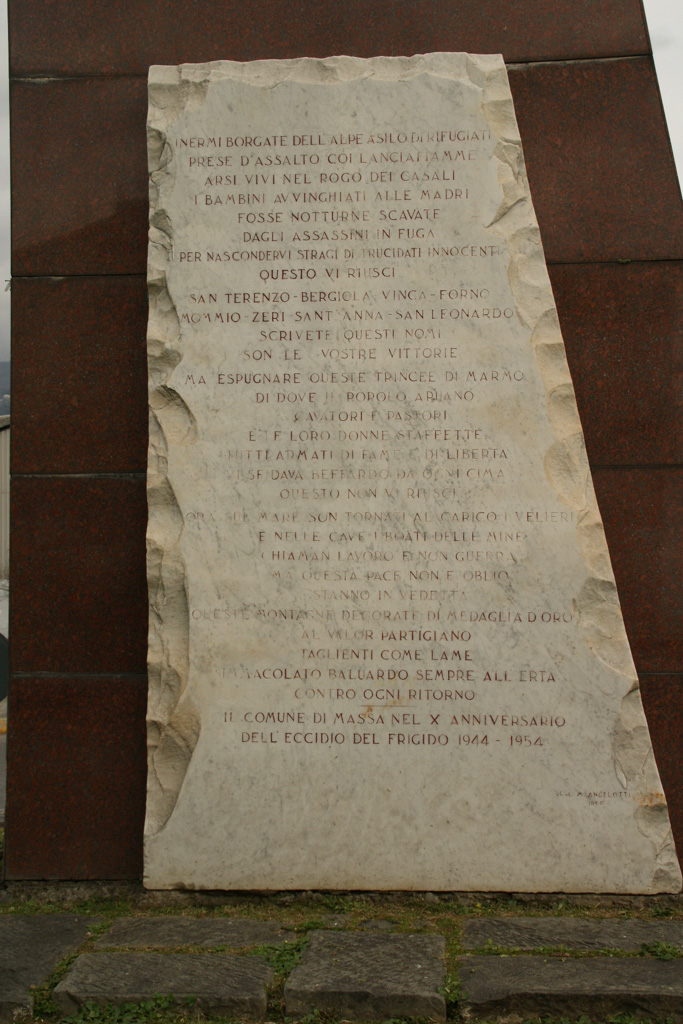 INERMI BORGATE DELL'ALPE ASILO DI RIFUGIATI
PRESE D'ASSALTO COI LANCIAFIAMME
ARSI VIVI NEL ROGO DEI CASALI
I BAMBINI AVVINGHIATI ALLE MADRI
FOSSE NOTTURNE SCAVATE
DAGLI ASSASSINI IN FUGA
PER NASCONDERVI STRAGI DI TRUCIDATI INNOCENTI
QUESTO VI RIUSCÌ
SAN TERENZO - BERGIOLA VINCA - FORNO
MOMMIO - ZERI - SANT'ANNA - SAN LEONARDO
SCRIVETE QUESTI NOMI
SON LE VOSTRE VITTORIE
MA ESPUGNARE QUESTE TRINCEE DI MARMO
DI DOVE IL POPOLO APUANO
CAVATORI E PASTORI
E LE LORO DONNE STAFFETTE
TUTTI ARMATI DI FAME E DI LIBERTÀ
BEFFARDO DA OGNI CIMA
QUESTO NON VI RIUSCÌ
ORA SUL MARE SON TORNATI AL CARICO I VELIERI
E NELLE CAVE I BOATI DELLE MINE
CHIAMAN LAVORO E NON GUERRA
MA QUESTA PACE NON È OBLIO
STANNO IN VEDETTA
QUESTE MONTAGNE DECORATE DI MEDAGLIA D'ORO
AL VALOR PARTIGIANO
TAGLIENTI COME LAME
IMMACOLATO BALUARDO SEMPRE ALL'ERTA
CONTRO OGNI RITORNO
IL COMUNE DI MASSA NEL X ANNIVERSARIO
DELL'ECCIDIO DEL FRIGIDO 1944 - 1954